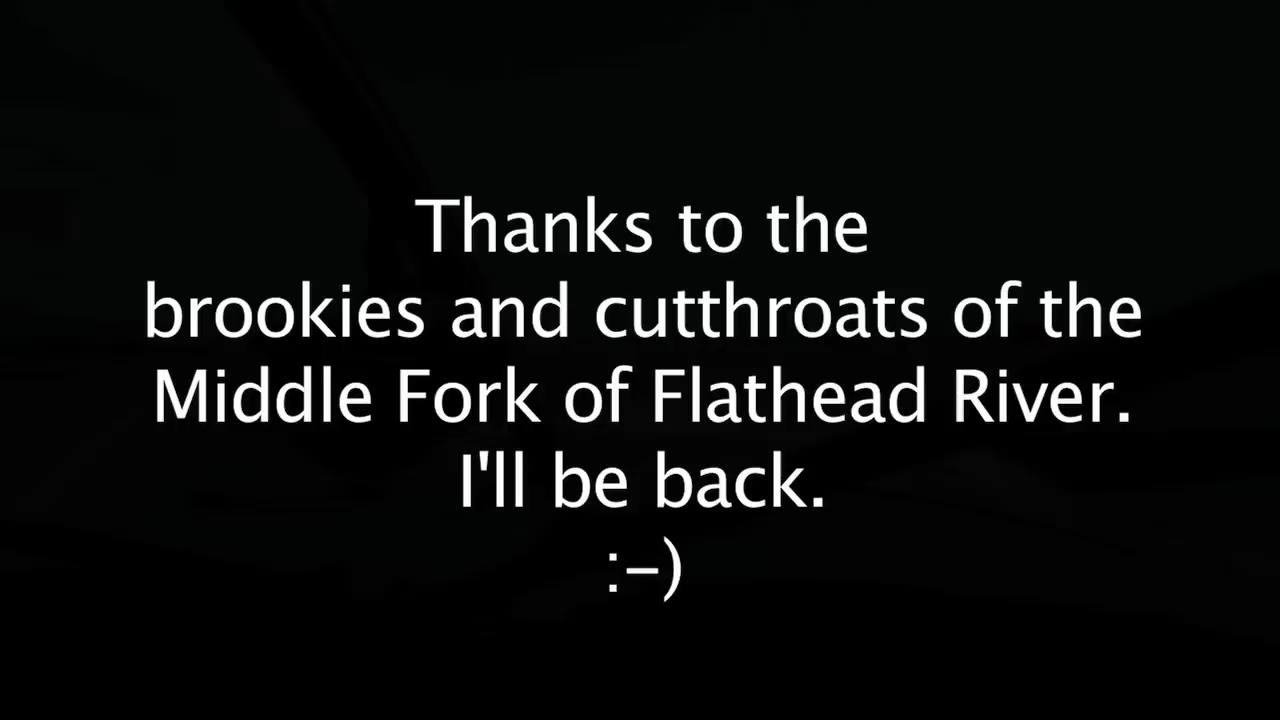 Thanks to the
brookies and cutthroats of the
Middle Fork of Flathead River.
I'll be back.
:-)